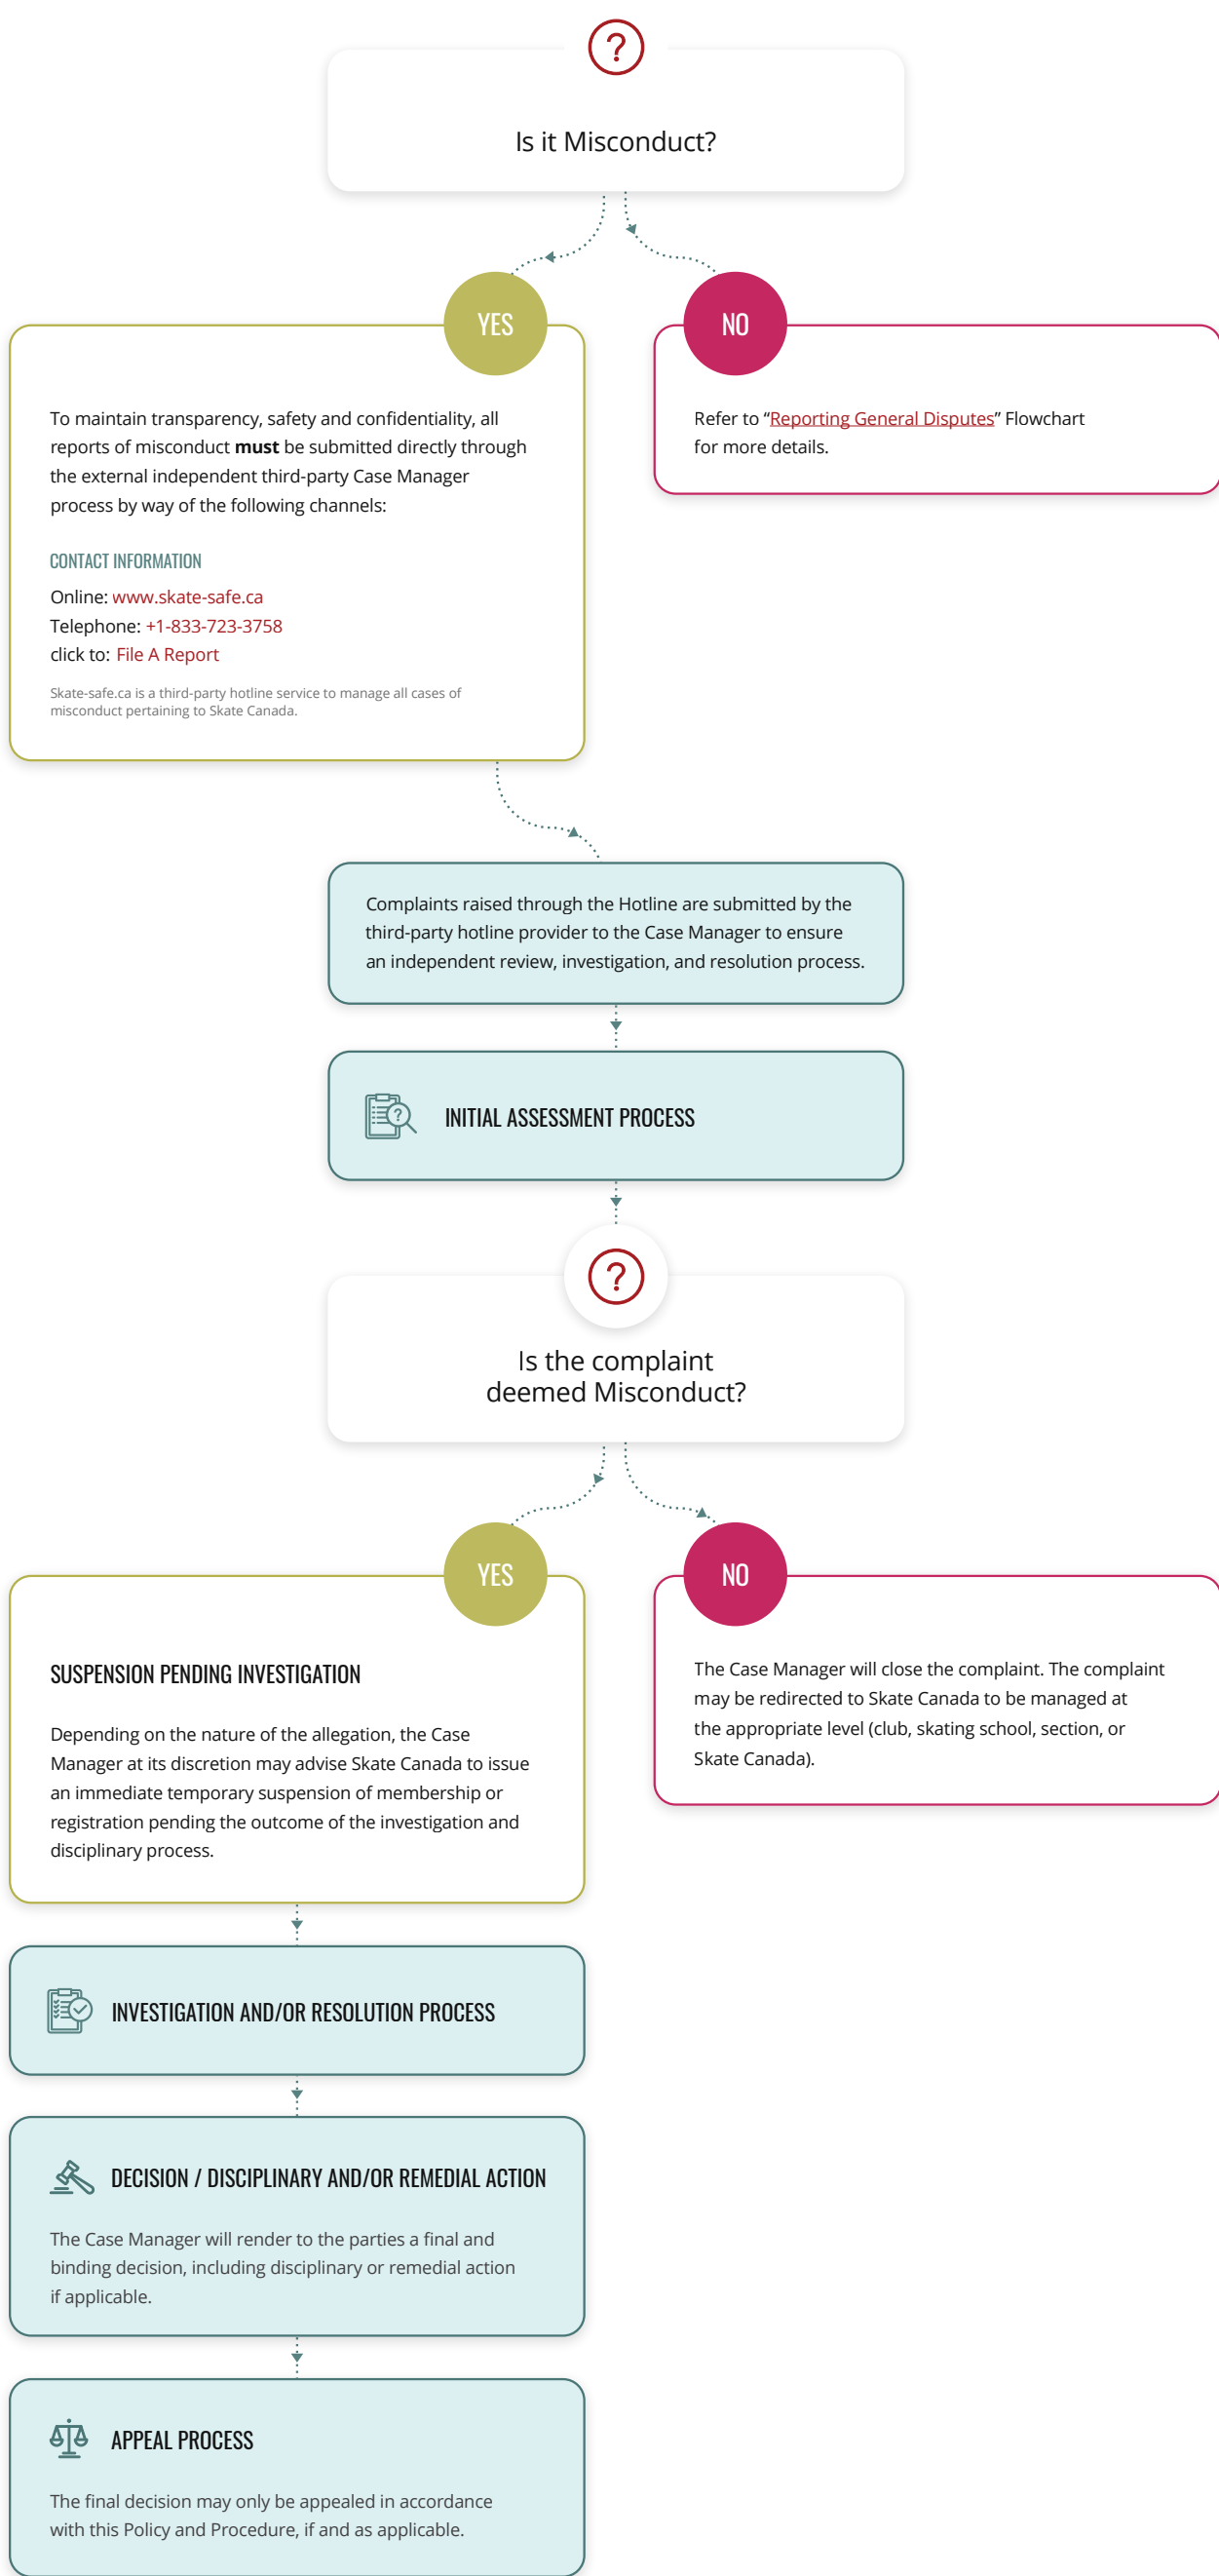 ?
Is it Misconduct?
YES
To maintain transparency, safety and confidentiality, all
reports of misconduct must be submitted directly through
the external independent third-party Case Manager
process by way of the following channels:
CONTACT INFORMATION
Online: www.skate-safe.ca
Telephone: +1-833-723-3758
click to: File A Report
Skate-safe.ca is a third-party hotline service to manage all cases of
misconduct pertaining to Skate Canada.
NO
Refer to “Reporting General Disputes” Flowchart
for more details.
Complaints raised through the Hotline are submitted by the
third-party hotline provider to the Case Manager to ensure
an independent review, investigation, and resolution process.
?
INITIAL ASSESSMENT PROCESS
?
Is the complaint
deemed Misconduct?
YES
SUSPENSION PENDING INVESTIGATION
Depending on the nature of the allegation, the Case
Manager at its discretion may advise Skate Canada to issue
an immediate temporary suspension of membership or
registration pending the outcome of the investigation and
disciplinary process.
NO
The Case Manager will close the complaint. The complaint
may be redirected to Skate Canada to be managed at
the appropriate level (club, skating school, section, or
Skate Canada).
INVESTIGATION AND/OR RESOLUTION PROCESS
DECISION / DISCIPLINARY AND/OR REMEDIAL ACTION
The Case Manager will render to the parties a final and
binding decision, including disciplinary or remedial action
if applicable.
APPEAL PROCESS
The final decision may only be appealed in accordance
with this Policy and Procedure, if and as applicable.